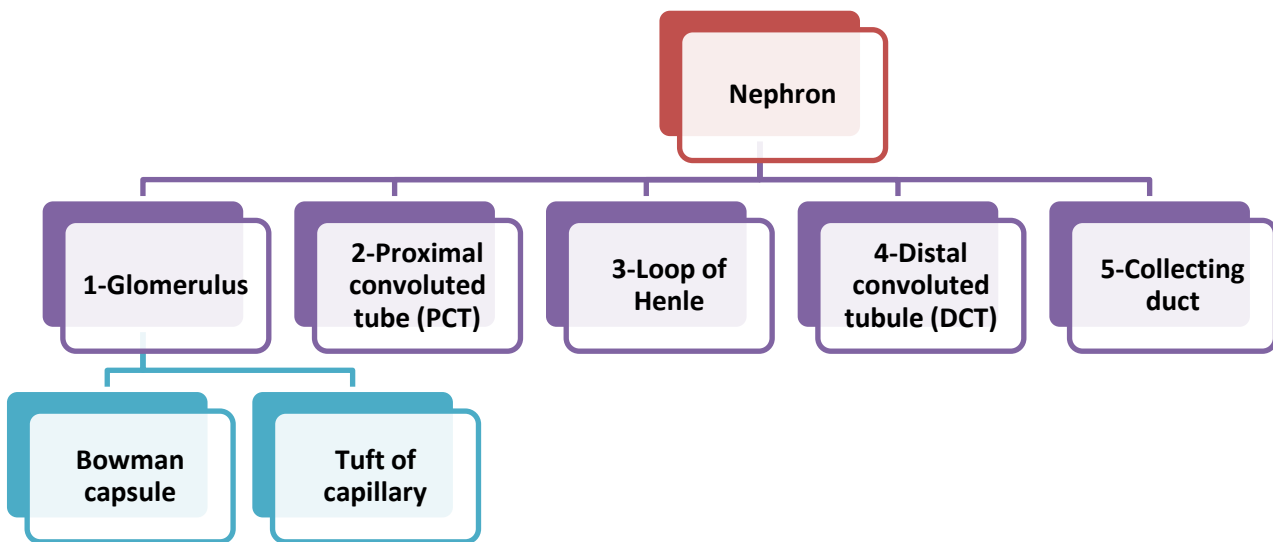 Nephron
1-Glomerulus
2-Proximal
convoluted
tube (PCT)
3-Loop of
Henle
4-Distal
convoluted
tubule (DCT)
5-Collecting
duct
Bowman
capsule
Tuft of
capillary